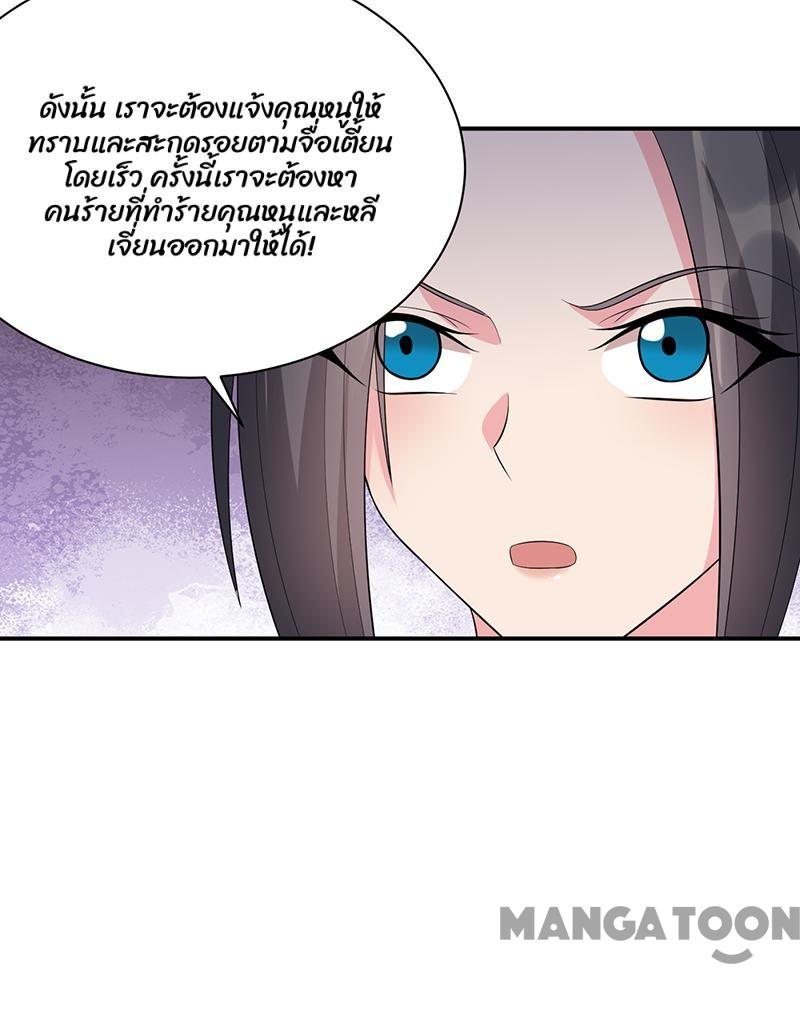 ดังนั้น เราจะต้องแจ้งคุณหนูให้
ทราบและสะกดรอยตามจื่อเตี้ยน
โดยเร็ว ครั้งนี้เราจะต้องหา
คนร้ายที่ทำร้ายคุณหนูและหลี
เจี่ยนออกมาให้ได้!
MANGATOON